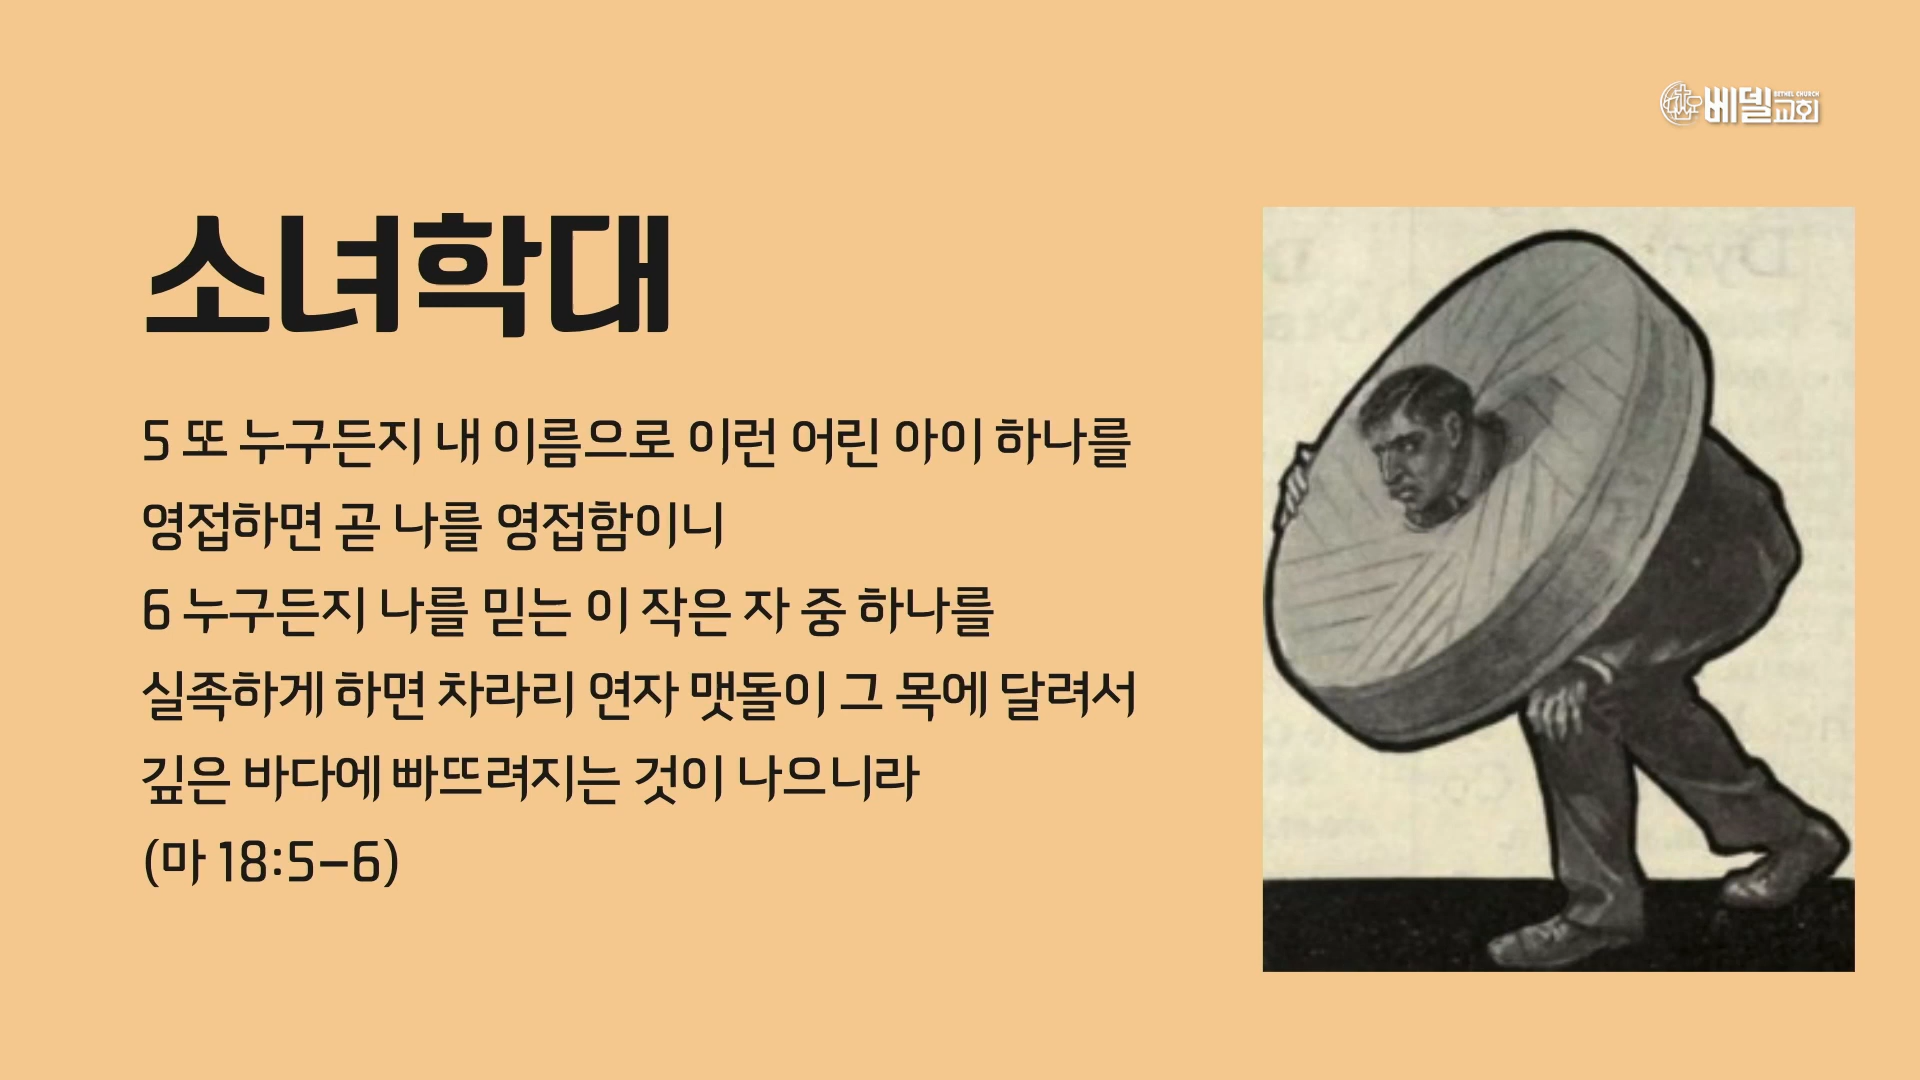 베델교회
BETHEL CHURCH
소녀학대
5 또 누구든지 내 이름으로 이런 어린 아이 하나를
영접하면 곧 나를 영접함이니
6 누구든지 나를 믿는 이 작은 자 중 하나를
실족하게 하면 차라리 연자 맷돌이 그 목에 달려서
깊은 바다에 빠뜨려지는 것이 나으니라
(마 18:5–6)